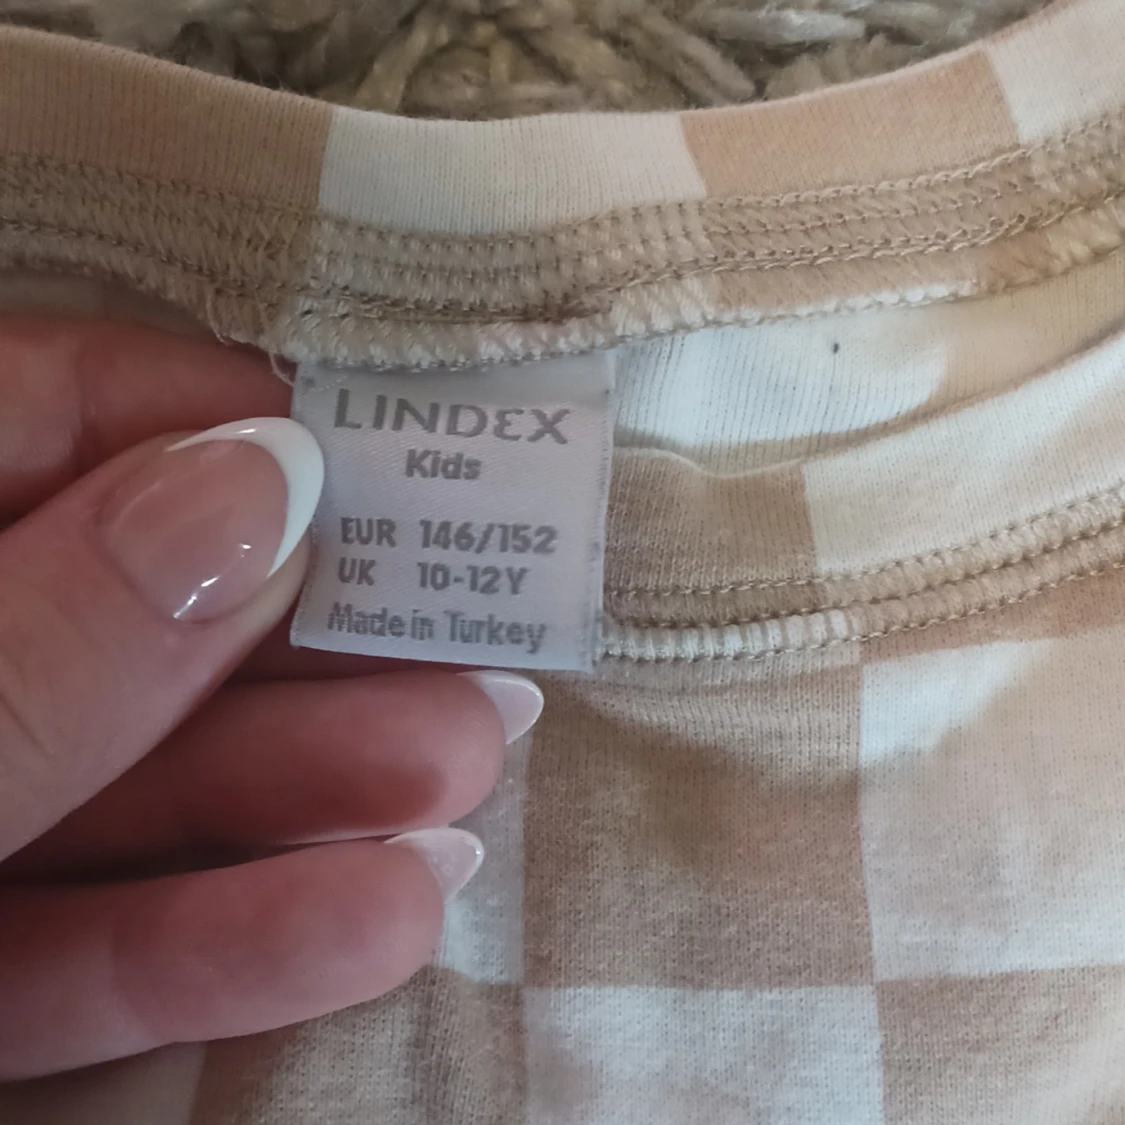 LINDEX
Kids
EUR 146/152
UK 10-12Y
Made in Turkey